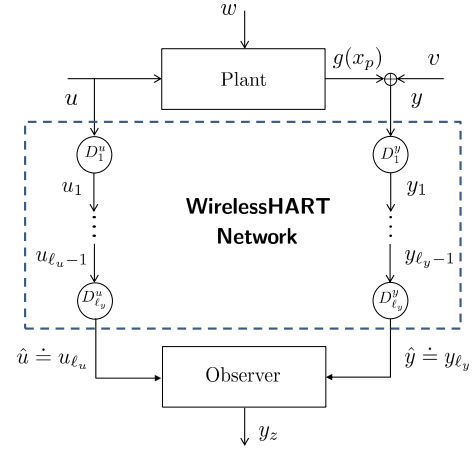 w
Plant
g(x_p)
v
u
y
D_1^u
D_1^y
u_1
y_1
WirelessHART
Network
u_{ℓ_u−1}
y_{ℓ_y−1}
D_{ℓ_y}^u
D_{ℓ_y}^y
û ≐ u_{ℓ_u}
ŷ ≐ y_{ℓ_y}
Observer
y_z